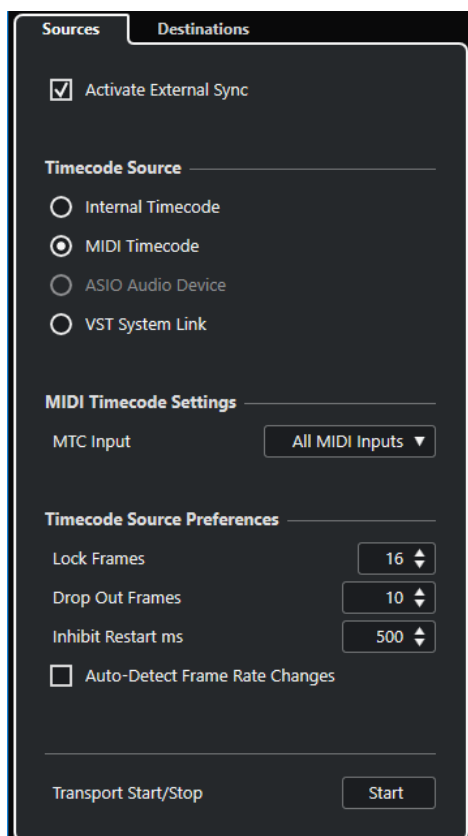 Sources Destinations
Activate External Sync
Timecode Source
Internal Timecode
MIDI Timecode
ASIO Audio Device
VST System Link
MIDI Timecode Settings
MTC Input All MIDI Inputs
Timecode Source Preferences
Lock Frames 16
Drop Out Frames 10
Inhibit Restart ms 500
Auto-Detect Frame Rate Changes
Transport Start/Stop Start